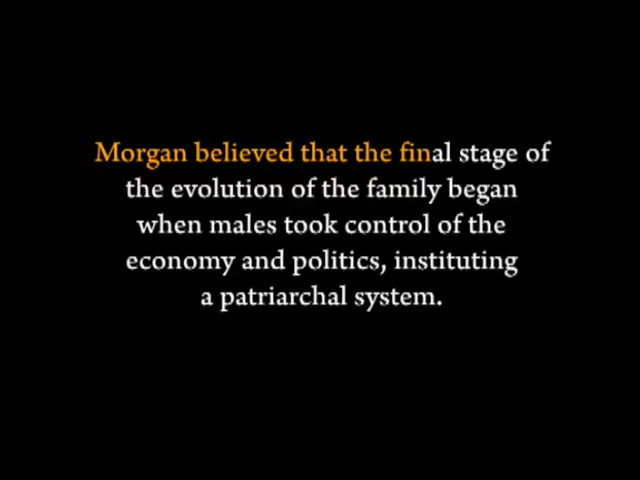 Morgan believed that the final stage of
the evolution of the family began
when males took control of the
economy and politics, instituting
a patriarchal system.